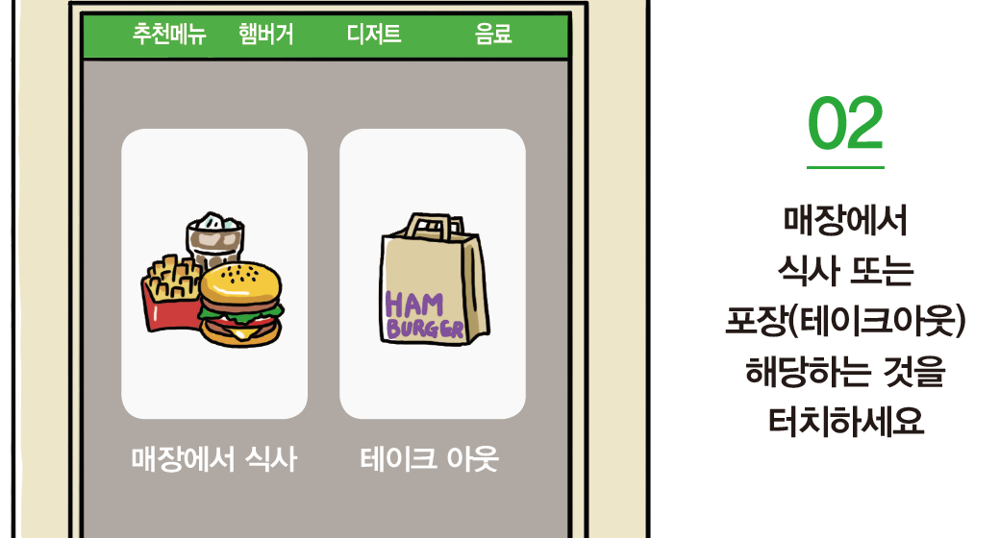 추천메뉴 햄버거 디저트 음료
HAM
BURGER
매장에서 식사 테이크 아웃
02
매장에서
식사 또는
포장(테이크아웃)
해당하는 것을
터치하세요